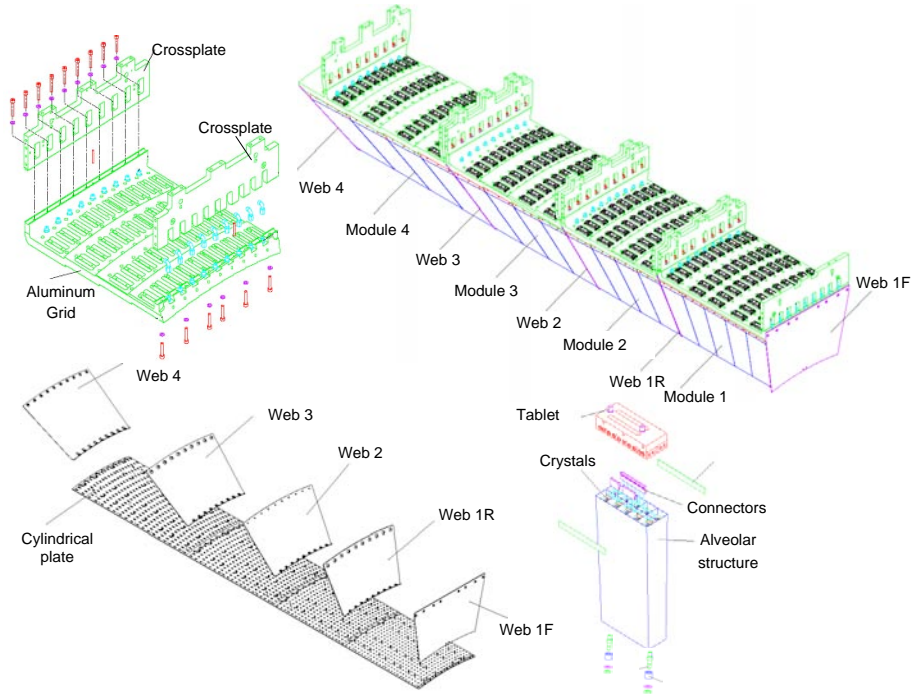 Crossplate
Crossplate
Aluminum
Grid
Web 4
Module 4
Web 3
Module 3
Web 2
Module 2
Web 1R
Module 1
Web 1F
Web 4
Web 3
Web 2
Web 1R
Web 1F
Cylindrical
plate
Tablet
Crystals
Connectors
Alveolar
structure